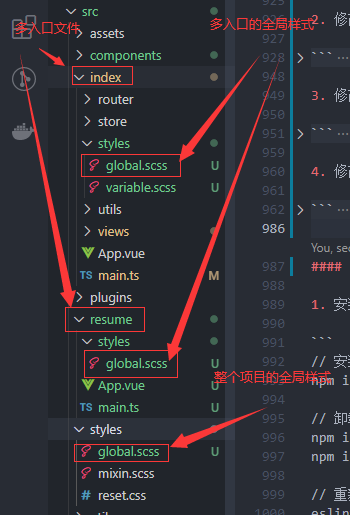 src
多入口文件
assets
多入口的全局样式
components
index
router
store
styles
global.scss U
variable.scss U
utils
views
App.vue
TS main.ts M
plugins
resume
styles
global.scss U
App.vue U
TS main.ts U
整个项目的全局样式
styles
global.scss U
mixin.scss
# reset.css
2. 修
928
948 ```
949
950 3. 修
951 ```
959
960 4. 修
961
962 ```
986
You, se
987 ####
988
989 1. 安
990
991 ```
992 // 安
993 npm i
994
995 // 卸
996 npm i
997 npm i
998
999 // 重